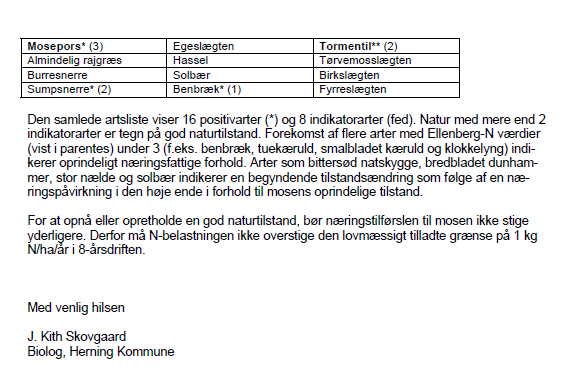 Mosepors* (3) Egeslægten Tormentil** (2)
Almindelig rajgræs Hassel Tørvemosslægten
Burresnerre Solbær Birkslægten
Sumpsnerre* (2) Benbræk* (1) Fyrreslægten
Den samlede artsliste viser 16 positivarter (*) og 8 indikatorarter (fed). Natur med mere end 2
indikatorarter er tegn på god naturtilstand. Forekomst af flere arter med Ellenberg-N værdier
(vist i parentes) under 3 (f.eks. benbræk, tuekæruld, smalbladet kæruld og klokkelyng) indi-
kerer oprindeligt næringsfattige forhold. Arter som bittersød natskygge, bredbladet dunham-
mer, stor nælde og solbær indikerer en begyndende tilstandsændring som følge af en næ-
ringspåvirkning i den høje ende i forhold til mosens oprindelige tilstand.
For at opnå eller opretholde en god naturtilstand, bør næringstilførslen til mosen ikke stige
yderligere. Derfor må N-belastningen ikke overstige den lovmæssigt tilladte grænse på 1 kg
N/ha/år i 8-årsdriften.
Med venlig hilsen
J. Kith Skovgaard
Biolog, Herning Kommune